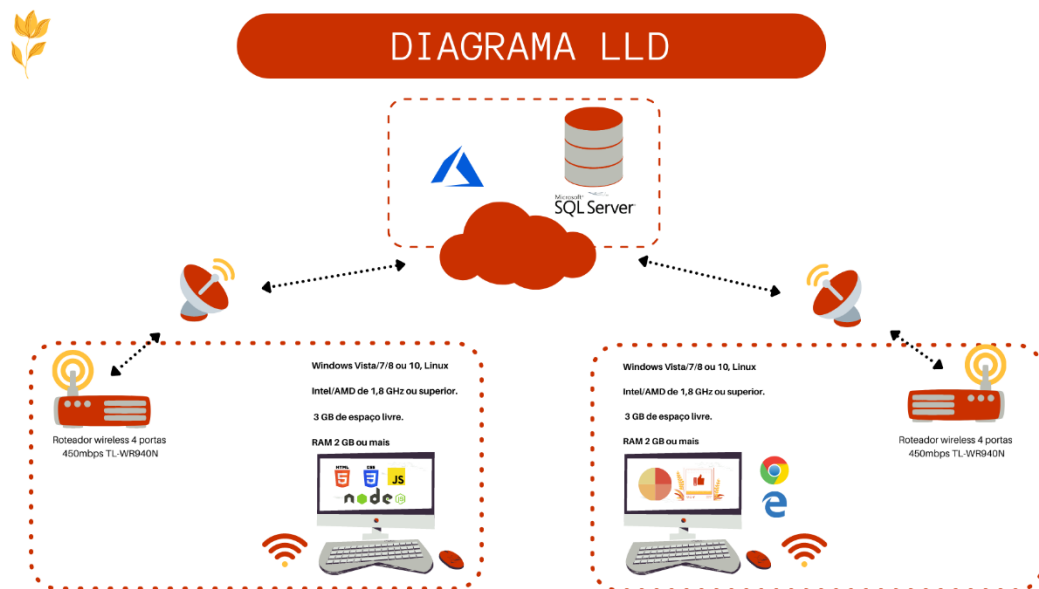 DIAGRAMA LLD
Microsoft
SQL Server
Windows Vista/7/8 ou 10, Linux
Intel/AMD de 1,8 GHz ou superior.
3 GB de espaço livre.
RAM 2 GB ou mais
Roteador wireless 4 portas
450mbps TL-WR940N
HTML
5
CSS
3
JS
node
JS
Windows Vista/7/8 ou 10, Linux
Intel/AMD de 1,8 GHz ou superior.
3 GB de espaço livre.
RAM 2 GB ou mais
Roteador wireless 4 portas
450mbps TL-WR940N